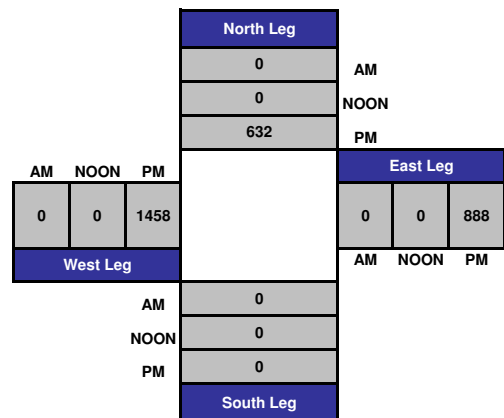 North Leg
0 AM
0 NOON
632 PM
AM NOON PM
East Leg
0 0 1458
0 0 888
West Leg
AM NOON PM
AM 0
NOON 0
PM 0
South Leg